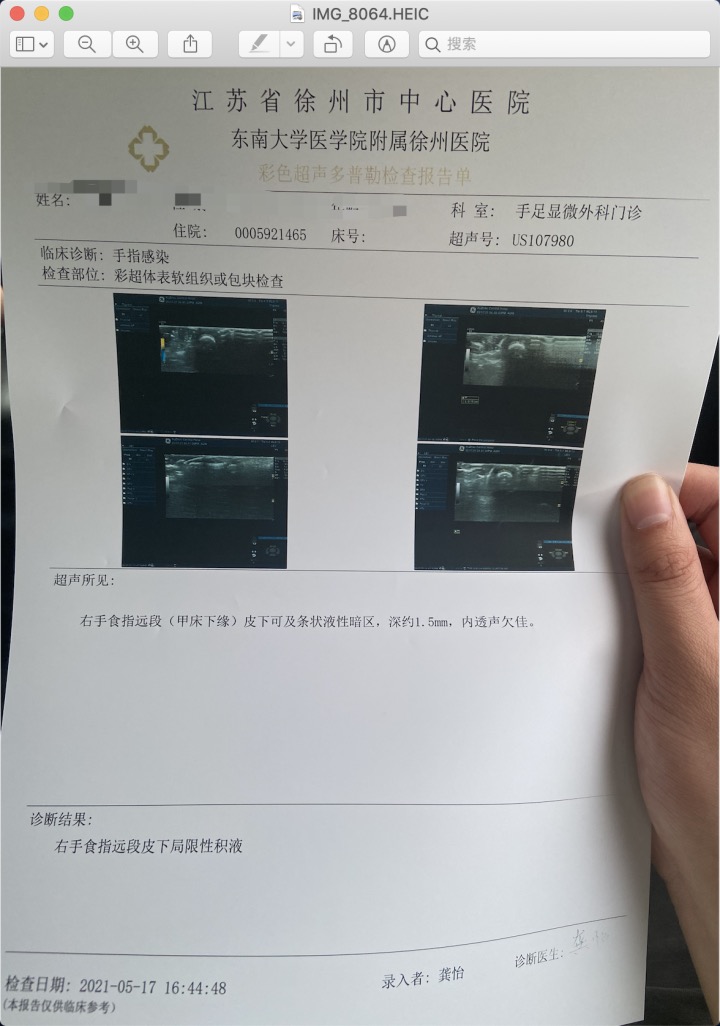 IMG_8064.HEIC
搜索
江苏省徐州市中心医院
东南大学医学院附属徐州医院
彩色超声多普勒检查报告单
姓名:
科 室: 手足显微外科门诊
住院: 0005921465 床号: 超声号: US107980
临床诊断: 手指感染
检查部位: 彩超体表软组织或包块检查
超声所见:
右手食指远段（甲床下缘）皮下可及条状液性暗区，深约1.5mm，内透声欠佳。
诊断结果:
右手食指远段皮下局限性积液
诊断医生:
录入者: 龚怡
检查日期: 2021-05-17 16:44:48
(本报告仅供临床参考)